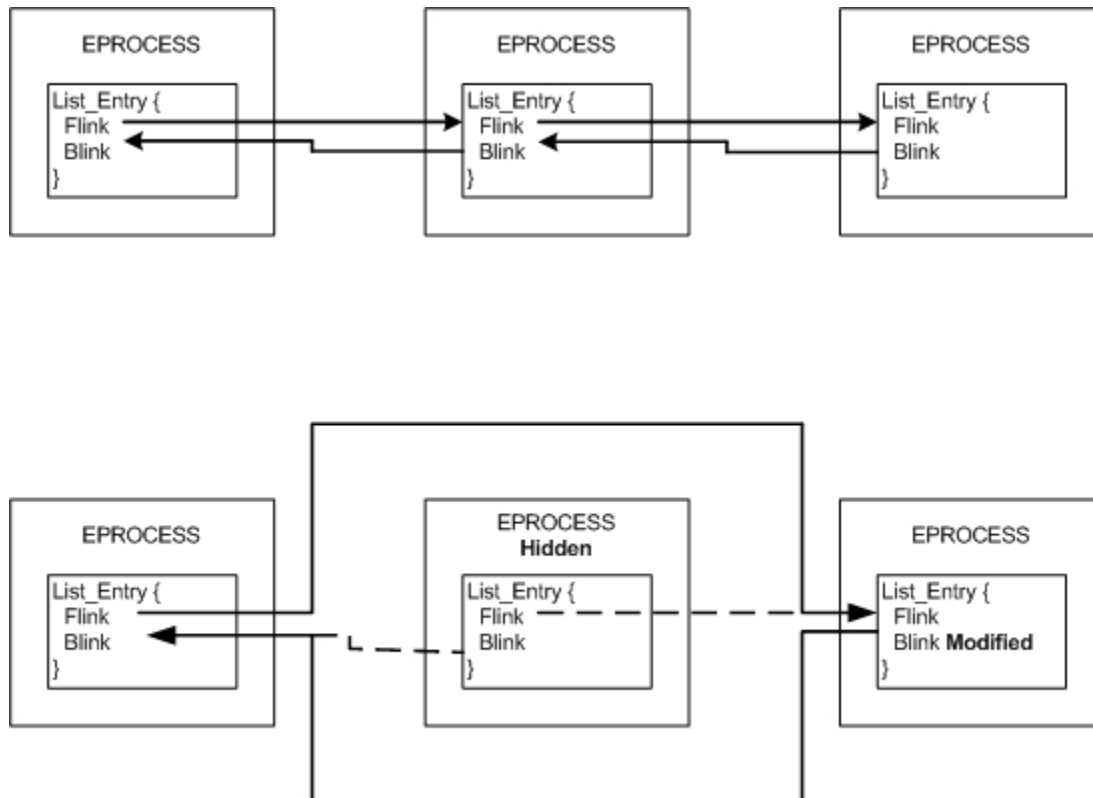 EPROCESS
List_Entry {
Flink
Blink
}
EPROCESS
List_Entry {
Flink
Blink
}
EPROCESS
List_Entry {
Flink
Blink
}
EPROCESS
List_Entry {
Flink
Blink
}
EPROCESS
Hidden
List_Entry {
Flink
Blink
}
EPROCESS
List_Entry {
Flink
Blink Modified
}